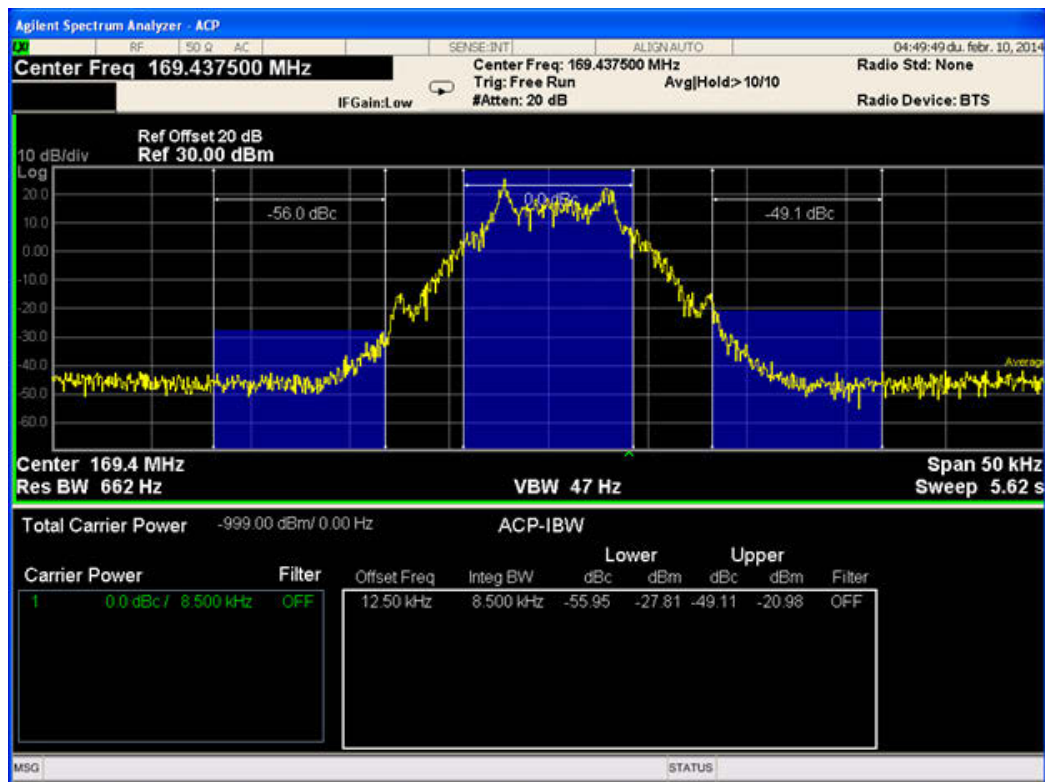 Agilent Spectrum Analyzer - ACP
RF 50 Ω AC SENSE:INT ALIGN AUTO 04:49:49 du. febr. 10, 2014
Center Freq 169.437500 MHz
Center Freq: 169.437500 MHz Radio Std: None
Trig: Free Run Avg|Hold:> 10/10
IFGain:Low #Atten: 20 dB Radio Device: BTS
Ref Offset 20 dB
10 dB/div Ref 30.00 dBm
Log
20.0
-56.0 dBc 0.0 dBc -49.1 dBc
10.0
0.00
-10.0
-20.0
-30.0
-40.0
Average
-50.0
-60.0
Center 169.4 MHz Span 50 kHz
Res BW 662 Hz VBW 47 Hz Sweep 5.62 s
Total Carrier Power -999.00 dBm/ 0.00 Hz ACP-IBW
Lower Upper
Carrier Power Filter Offset Freq Integ BW dBc dBm dBc dBm Filter
1 0.0 dBc / 8.500 kHz OFF 12.50 kHz 8.500 kHz -55.95 -27.81 -49.11 -20.98 OFF
MSG STATUS